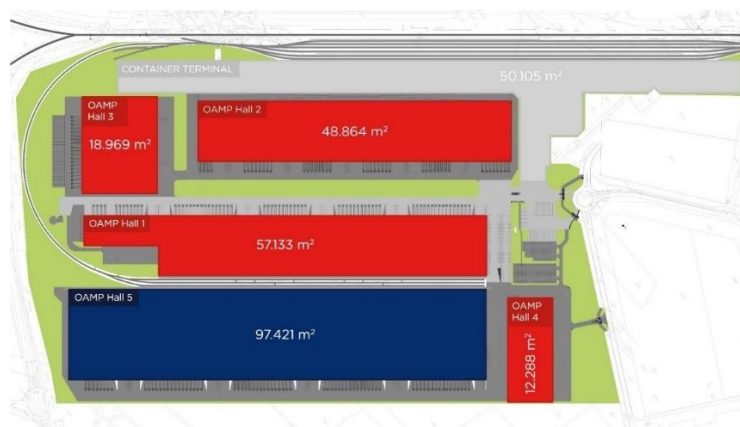 CONTAINER TERMINAL
50.105 m²
OAMP
Hall 3
18.969 m²
OAMP Hall 2
48.864 m²
OAMP Hall 1
57.133 m²
OAMP Hall 5
97.421 m²
OAMP
Hall 4
12.288 m²